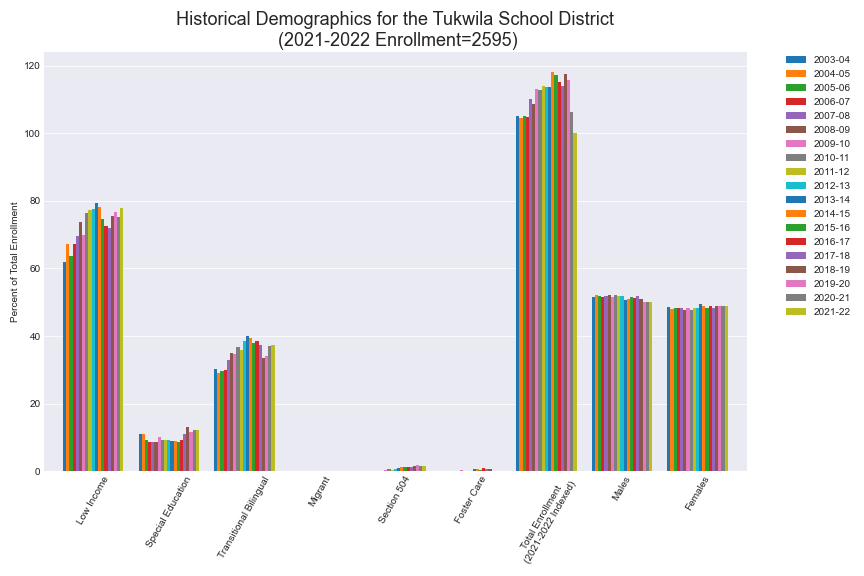 Historical Demographics for the Tukwila School District
(2021-2022 Enrollment=2595)
Percent of Total Enrollment
120
100
80
60
40
20
0
Low Income
Special Education
Transitional Bilingual
Migrant
Section 504
Foster Care
Total Enrollment
(2021-2022 Indexed)
Males
Females
2003-04
2004-05
2005-06
2006-07
2007-08
2008-09
2009-10
2010-11
2011-12
2012-13
2013-14
2014-15
2015-16
2016-17
2017-18
2018-19
2019-20
2020-21
2021-22